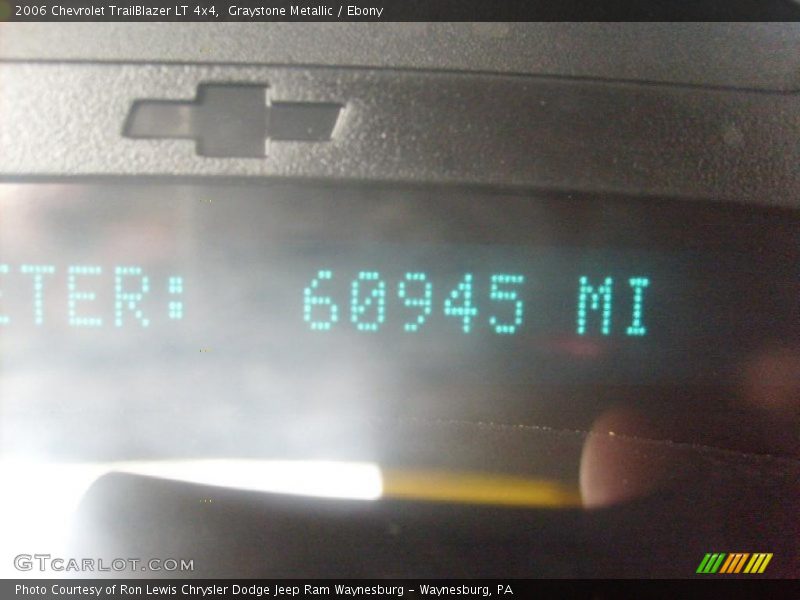 2006 Chevrolet TrailBlazer LT 4x4,  Graystone Metallic / Ebony
ETER:   60945 MI
GTCARLOT.COM
Photo Courtesy of Ron Lewis Chrysler Dodge Jeep Ram Waynesburg – Waynesburg, PA